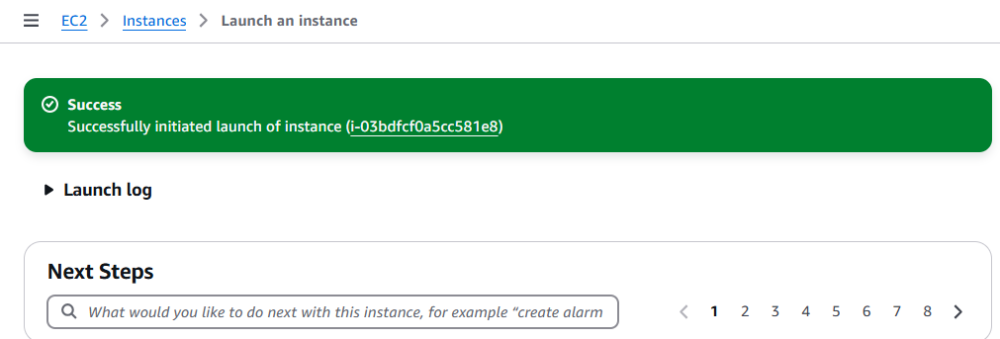 EC2 > Instances > Launch an instance
Success
Successfully initiated launch of instance (i-03bdfcf0a5cc581e8)
Launch log
Next Steps
What would you like to do next with this instance, for example “create alarm
1 2 3 4 5 6 7 8